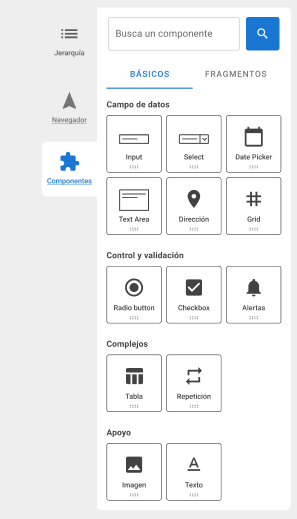 Jerarquía
Navegador
Componentes
Busca un componente
BÁSICOS
FRAGMENTOS
Campo de datos
Input
Select
Date Picker
Text Area
Dirección
Grid
Control y validación
Radio button
Checkbox
Alertas
Complejos
Tabla
Repetición
Apoyo
Imagen
Texto